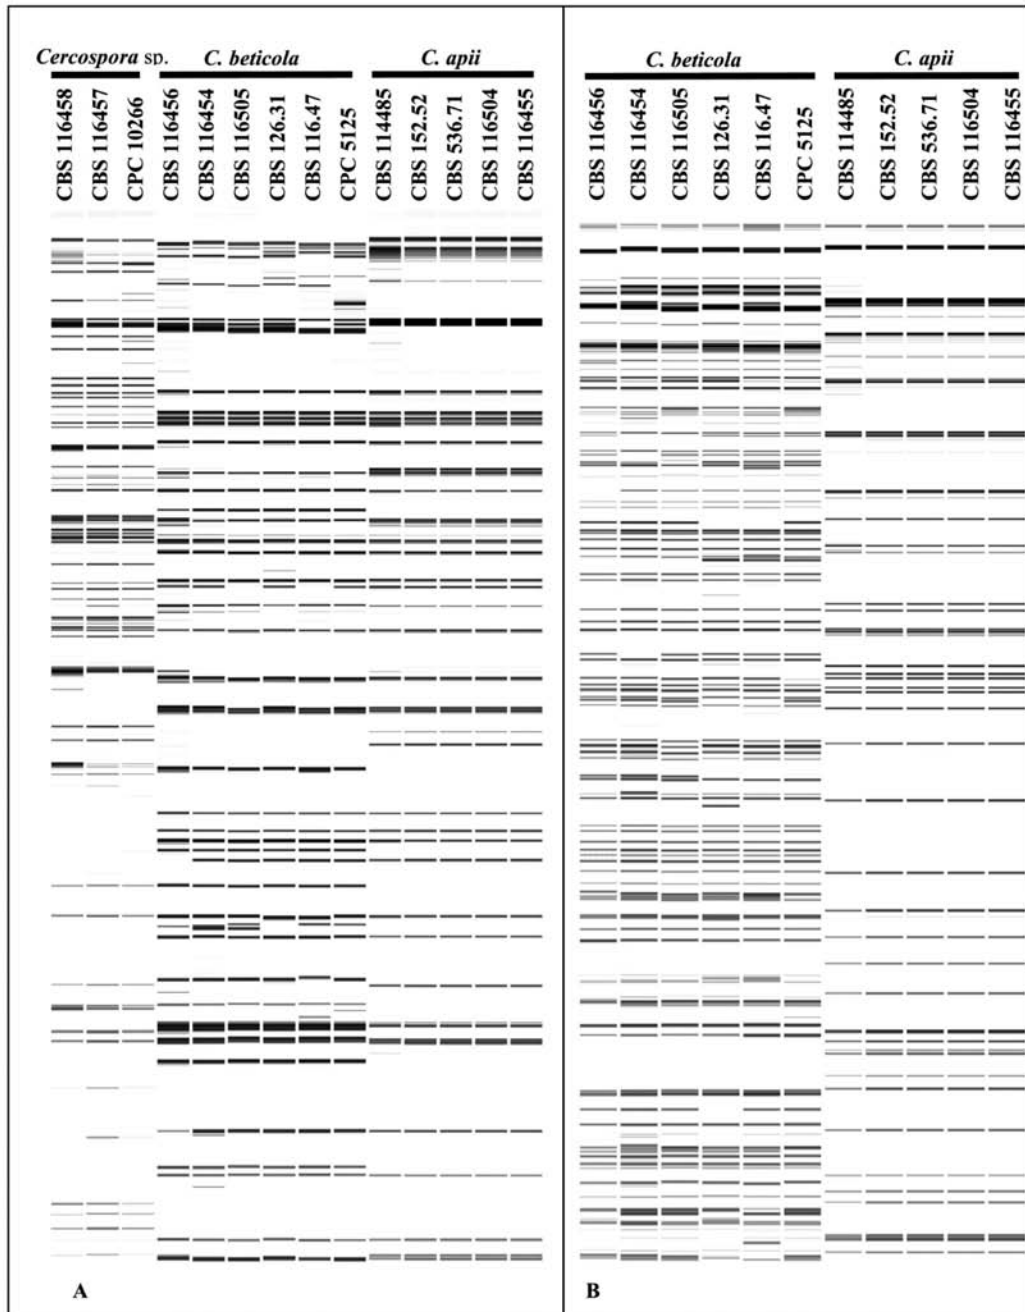 Cercospora sp. C. beticola C. apii
CBS 116458
CBS 116457
CPC 10266
CBS 116456
CBS 116454
CBS 116505
CBS 126.31
CBS 116.47
CPC 5125
CBS 114485
CBS 152.52
CBS 536.71
CBS 116504
CBS 116455
A
C. beticola C. apii
CBS 116456
CBS 116454
CBS 116505
CBS 126.31
CBS 116.47
CPC 5125
CBS 114485
CBS 152.52
CBS 536.71
CBS 116504
CBS 116455
B